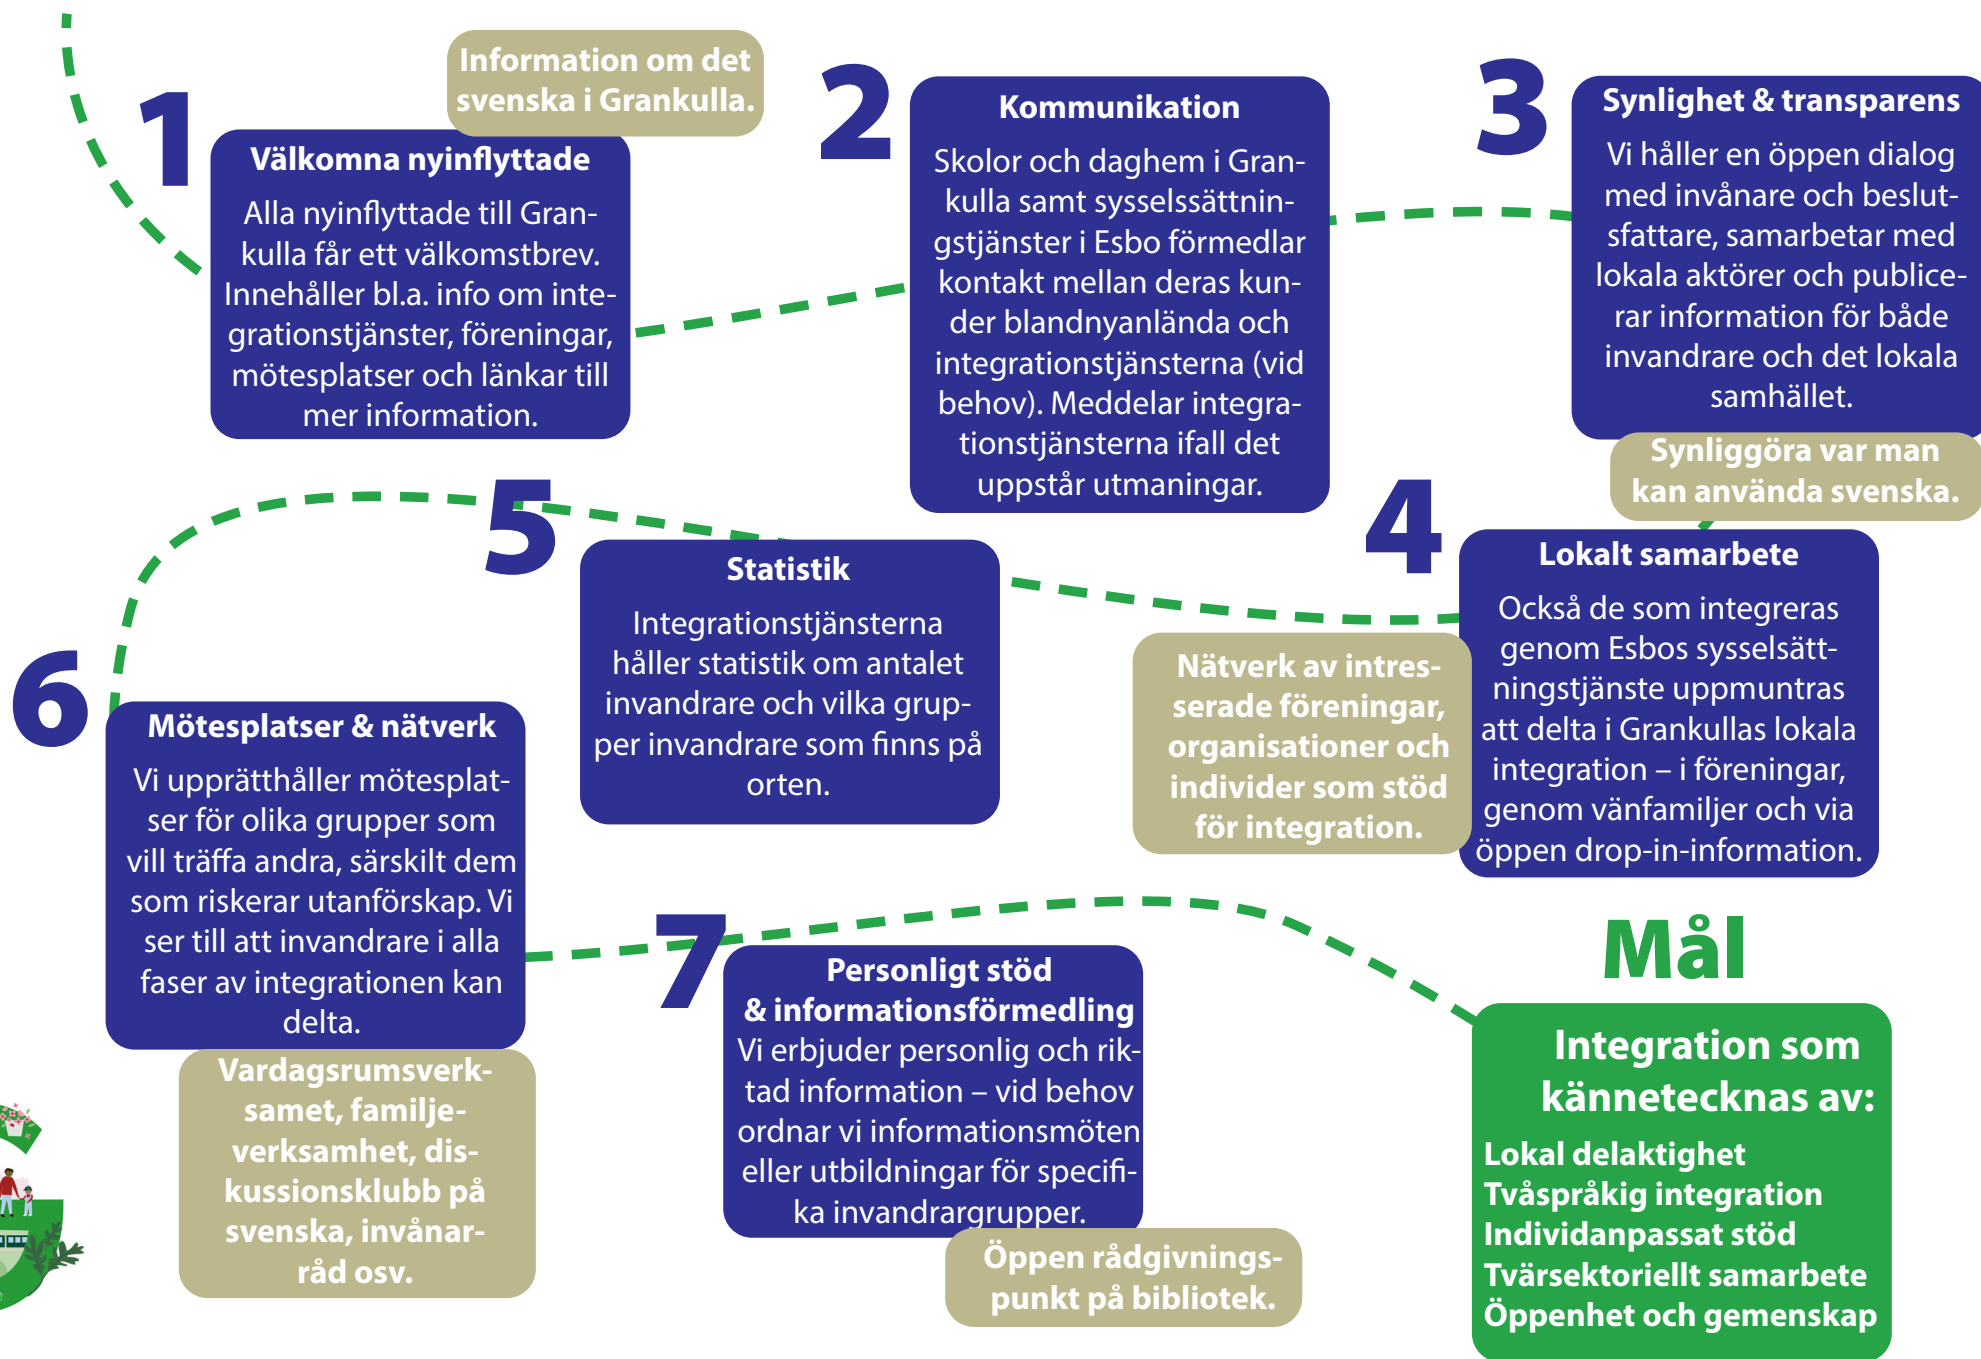 1
Information om det
svenska i Grankulla.
Välkomna nyinflyttade
Alla nyinflyttade till Gran-
kulla får ett välkomstbrev.
Innehåller bl.a. info om inte-
grationstjänster, föreningar,
mötesplatser och länkar till
mer information.
2
Kommunikation
Skolor och daghem i Gran-
kulla samt sysselssättnin-
gstjänster i Esbo förmedlar
kontakt mellan deras kun-
der blandnyanlända och
integrationstjänsterna (vid
behov). Meddelar integra-
tionstjänsterna ifall det
uppstår utmaningar.
3
Synlighet & transparens
Vi håller en öppen dialog
med invånare och beslut-
sfattare, samarbetar med
lokala aktörer och publice-
rar information för både
invandrare och det lokala
samhället.
Synliggöra var man
kan använda svenska.
4
Lokalt samarbete
Också de som integreras
genom Esbos sysselsätt-
ningstjänste uppmuntras
att delta i Grankullas lokala
integration – i föreningar,
genom vänfamiljer och via
öppen drop-in-information.
Nätverk av intres-
serade föreningar,
organisationer och
individer som stöd
för integration.
5
Statistik
Integrationstjänsterna
håller statistik om antalet
invandrare och vilka grup-
per invandrare som finns på
orten.
6
Mötesplatser & nätverk
Vi upprätthåller mötesplat-
ser för olika grupper som
vill träffa andra, särskilt dem
som riskerar utanförskap. Vi
ser till att invandrare i alla
faser av integrationen kan
delta.
Vardagsrumsverk-
samet, familje-
verksamhet, dis-
kussionsklubb på
svenska, invånar-
råd osv.
7
Personligt stöd
& informationsförmedling
Vi erbjuder personlig och rik-
tad information – vid behov
ordnar vi informationsmöten
eller utbildningar för specifi-
ka invandrargrupper.
Öppen rådgivnings-
punkt på bibliotek.
Mål
Integration som
kännetecknas av:
Lokal delaktighet
Tvåspråkig integration
Individanpassat stöd
Tvärsektoriellt samarbete
Öppenhet och gemenskap